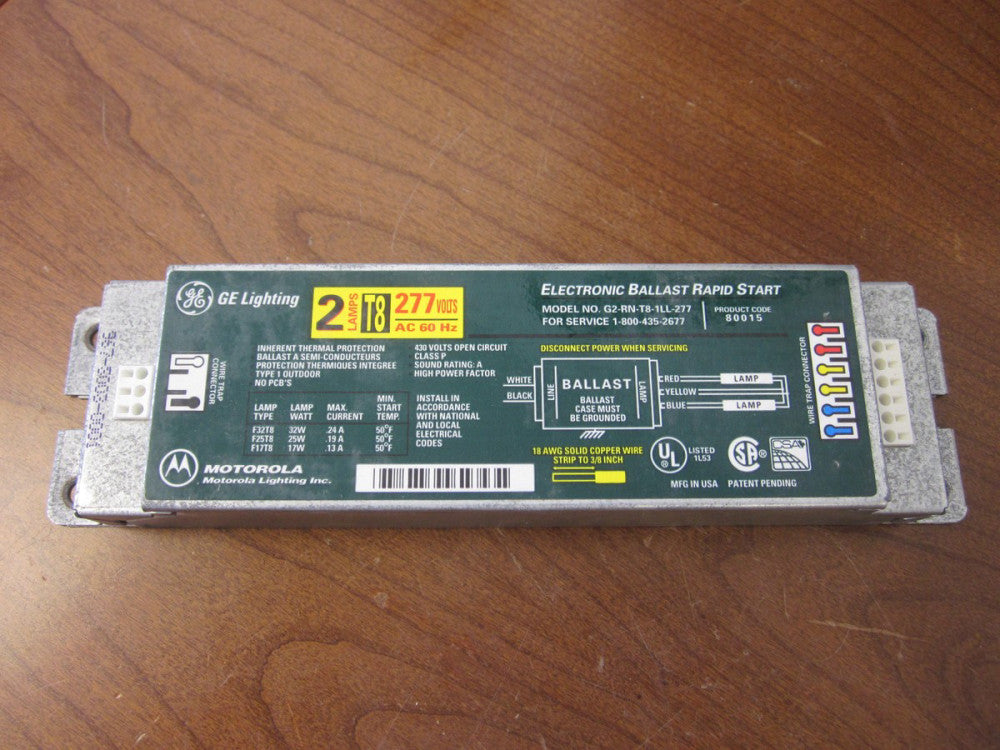 GE Lighting
2 LAMPS T8 277 VOLTS
AC 60 Hz
ELECTRONIC BALLAST RAPID START
MODEL NO. G2-RN-T8-1LL-277
FOR SERVICE 1-800-435-2677
PRODUCT CODE
80015
WIRE TRAP
CONNECTOR
INHERENT THERMAL PROTECTION
BALLAST A SEMI-CONDUCTEURS
PROTECTION THERMIQUES INTEGREE
TYPE 1 OUTDOOR
NO PCB'S
430 VOLTS OPEN CIRCUIT
CLASS P
SOUND RATING: A
HIGH POWER FACTOR
LAMP TYPE LAMP WATT MAX. CURRENT MIN. START TEMP.
F32T8 32W .24 A 50°F
F25T8 25W .19 A 50°F
F17T8 17W .13 A 50°F
INSTALL IN
ACCORDANCE
WITH NATIONAL
AND LOCAL
ELECTRICAL
CODES
DISCONNECT POWER WHEN SERVICING
WHITE
BLACK
LINE
BALLAST
BALLAST
CASE MUST
BE GROUNDED
LAMP
RED
YELLOW
BLUE
LAMP
LAMP
WIRE TRAP CONNECTOR
18 AWG SOLID COPPER WIRE
STRIP TO 3/8 INCH
UL
LISTED
1L53
SA
CSA
MFG IN USA PATENT PENDING
MOTOROLA
Motorola Lighting Inc.